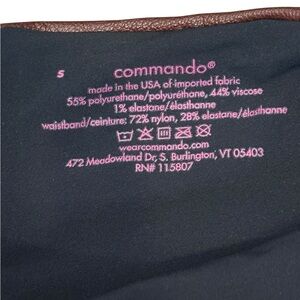 S
commando®
made in the USA of imported fabric
55% polyurethane/polyuréthane, 44% viscose
1% elastane/élasthanne
waistband/ceinture: 72% nylon, 28% elastane/élasthanne
wearcommando.com
472 Meadowland Dr, S. Burlington, VT 05403
RN# 115807